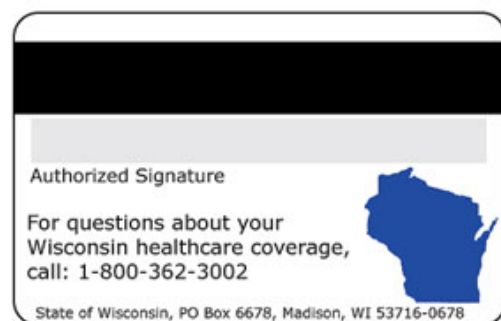 Authorized Signature
For questions about your
Wisconsin healthcare coverage,
call: 1-800-362-3002
State of Wisconsin, PO Box 6678, Madison, WI 53716-0678